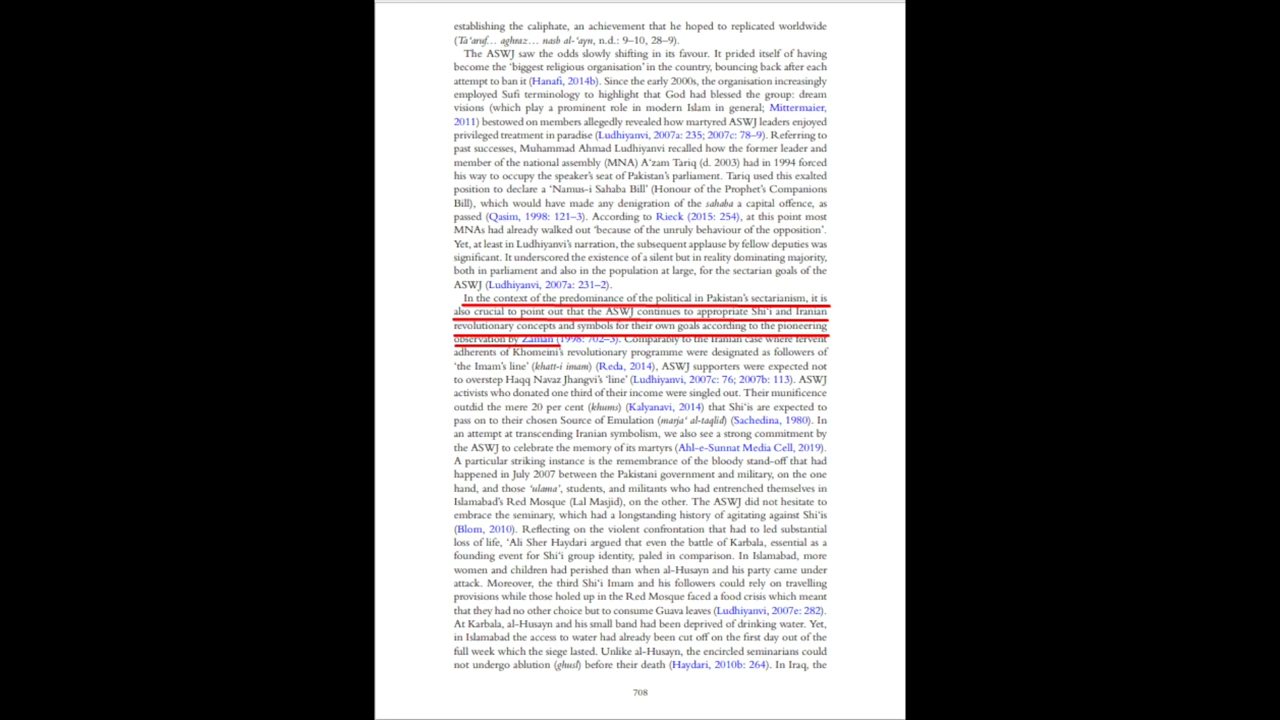 establishing the caliphate, an achievement that he hoped to replicated worldwide
(Ta‘aruf… aghraz… nasb al-‘ayn, n.d.: 9–10, 28–9).
The ASWJ saw the odds slowly shifting in its favour. It prided itself of having
become the ‘biggest religious organisation’ in the country, bouncing back after each
attempt to ban it (Hanafi, 2014b). Since the early 2000s, the organisation increasingly
employed Sufi terminology to highlight that God had blessed the group: dream
visions (which play a prominent role in modern Islam in general; Mittermaier,
2011) bestowed on members allegedly revealed how martyred ASWJ leaders enjoyed
privileged treatment in paradise (Ludhiyanvi, 2007a: 235; 2007c: 78–9). Referring to
past successes, Muhammad Ahmad Ludhiyanvi recalled how the former leader and
member of the national assembly (MNA) A‘zam Tariq (d. 2003) had in 1994 forced
his way to occupy the speaker’s seat of Pakistan’s parliament. Tariq used this exalted
position to declare a ‘Namus-i Sahaba Bill’ (Honour of the Prophet’s Companions
Bill), which would have made any denigration of the sahaba a capital offence, as
passed (Qasim, 1998: 121–3). According to Rieck (2015: 254), at this point most
MNAs had already walked out ‘because of the unruly behaviour of the opposition’.
Yet, at least in Ludhiyanvi’s narration, the subsequent applause by fellow deputies was
significant. It underscored the existence of a silent but in reality dominating majority,
both in parliament and also in the population at large, for the sectarian goals of the
ASWJ (Ludhiyanvi, 2007a: 231–2).
In the context of the predominance of the political in Pakistan’s sectarianism, it is
also crucial to point out that the ASWJ continues to appropriate Shi‘i and Iranian
revolutionary concepts and symbols for their own goals according to the pioneering
observation by Zaman (1998: 702–3). Comparably to the Iranian case where fervent
adherents of Khomeini’s revolutionary programme were designated as followers of
‘the Imam’s line’ (khatt-i imam) (Reda, 2014), ASWJ supporters were expected not
to overstep Haqq Navaz Jhangvi’s ‘line’ (Ludhiyanvi, 2007c: 76; 2007b: 113). ASWJ
activists who donated one third of their income were singled out. Their munificence
outdid the mere 20 per cent (khums) (Kalyanavi, 2014) that Shi‘is are expected to
pass on to their chosen Source of Emulation (marja‘ al-taqlid) (Sachedina, 1980). In
an attempt at transcending Iranian symbolism, we also see a strong commitment by
the ASWJ to celebrate the memory of its martyrs (Ahl-e-Sunnat Media Cell, 2019).
A particular striking instance is the remembrance of the bloody stand-off that had
happened in July 2007 between the Pakistani government and military, on the one
hand, and those ‘ulama’, students, and militants who had entrenched themselves in
Islamabad’s Red Mosque (Lal Masjid), on the other. The ASWJ did not hesitate to
embrace the seminary, which had a longstanding history of agitating against Shi‘is
(Blom, 2010). Reflecting on the violent confrontation that had to led substantial
loss of life, ‘Ali Sher Haydari argued that even the battle of Karbala, essential as a
founding event for Shi‘i group identity, paled in comparison. In Islamabad, more
women and children had perished than when al-Husayn and his party came under
attack. Moreover, the third Shi‘i Imam and his followers could rely on travelling
provisions while those holed up in the Red Mosque faced a food crisis which meant
that they had no other choice but to consume Guava leaves (Ludhiyanvi, 2007e: 282).
At Karbala, al-Husayn and his small band had been deprived of drinking water. Yet,
in Islamabad the access to water had already been cut off on the first day out of the
full week which the siege lasted. Unlike al-Husayn, the encircled seminarians could
not undergo ablution (ghusl) before their death (Haydari, 2010b: 264). In Iraq, the
708